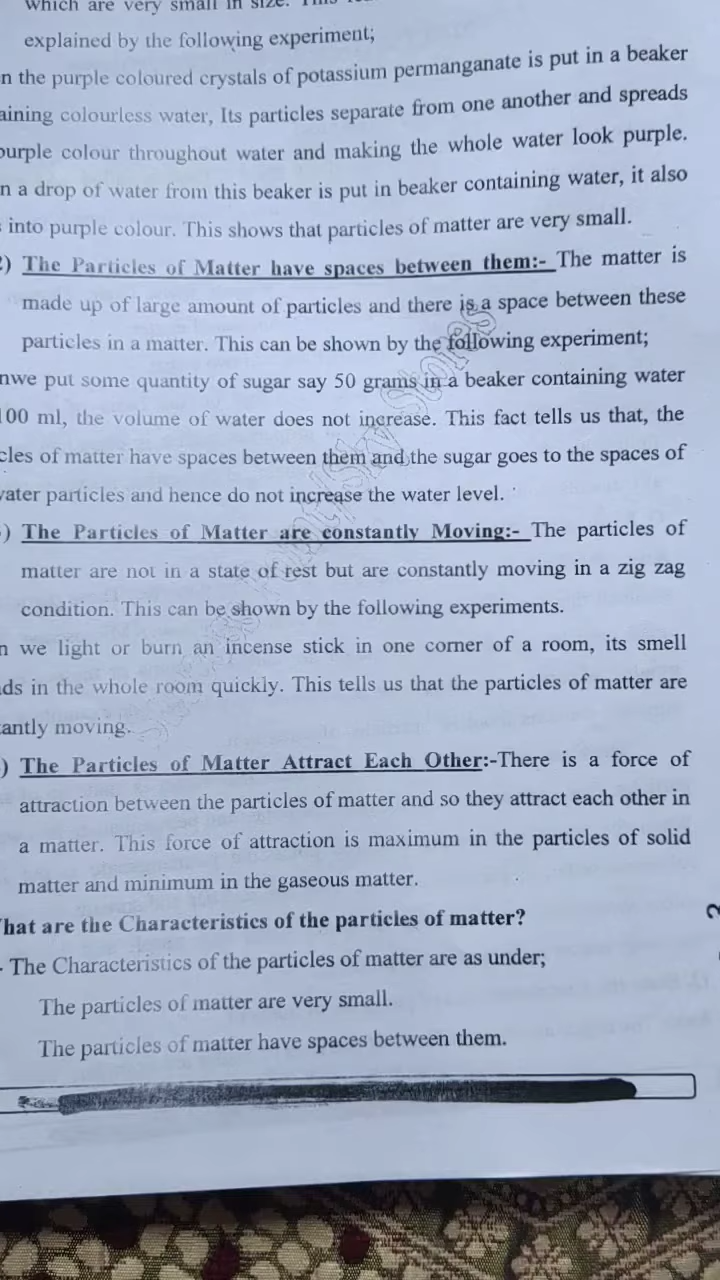 which are very small in size.
explained by the following experiment;
n the purple coloured crystals of potassium permanganate is put in a beaker
aining colourless water, Its particles separate from one another and spreads
purple colour throughout water and making the whole water look purple.
n a drop of water from this beaker is put in beaker containing water, it also
into purple colour. This shows that particles of matter are very small.
) The Particles of Matter have spaces between them:- The matter is
made up of large amount of particles and there is a space between these
particles in a matter. This can be shown by the following experiment;
nwe put some quantity of sugar say 50 grams in a beaker containing water
100 ml, the volume of water does not increase. This fact tells us that, the
cles of matter have spaces between them and the sugar goes to the spaces of
vater particles and hence do not increase the water level.
) The Particles of Matter are constantly Moving:- The particles of
matter are not in a state of rest but are constantly moving in a zig zag
condition. This can be shown by the following experiments.
n we light or burn an incense stick in one corner of a room, its smell
ds in the whole room quickly. This tells us that the particles of matter are
tantly moving.
) The Particles of Matter Attract Each Other:-There is a force of
attraction between the particles of matter and so they attract each other in
a matter. This force of attraction is maximum in the particles of solid
matter and minimum in the gaseous matter.
hat are the Characteristics of the particles of matter?
- The Characteristics of the particles of matter are as under;
The particles of matter are very small.
The particles of matter have spaces between them.